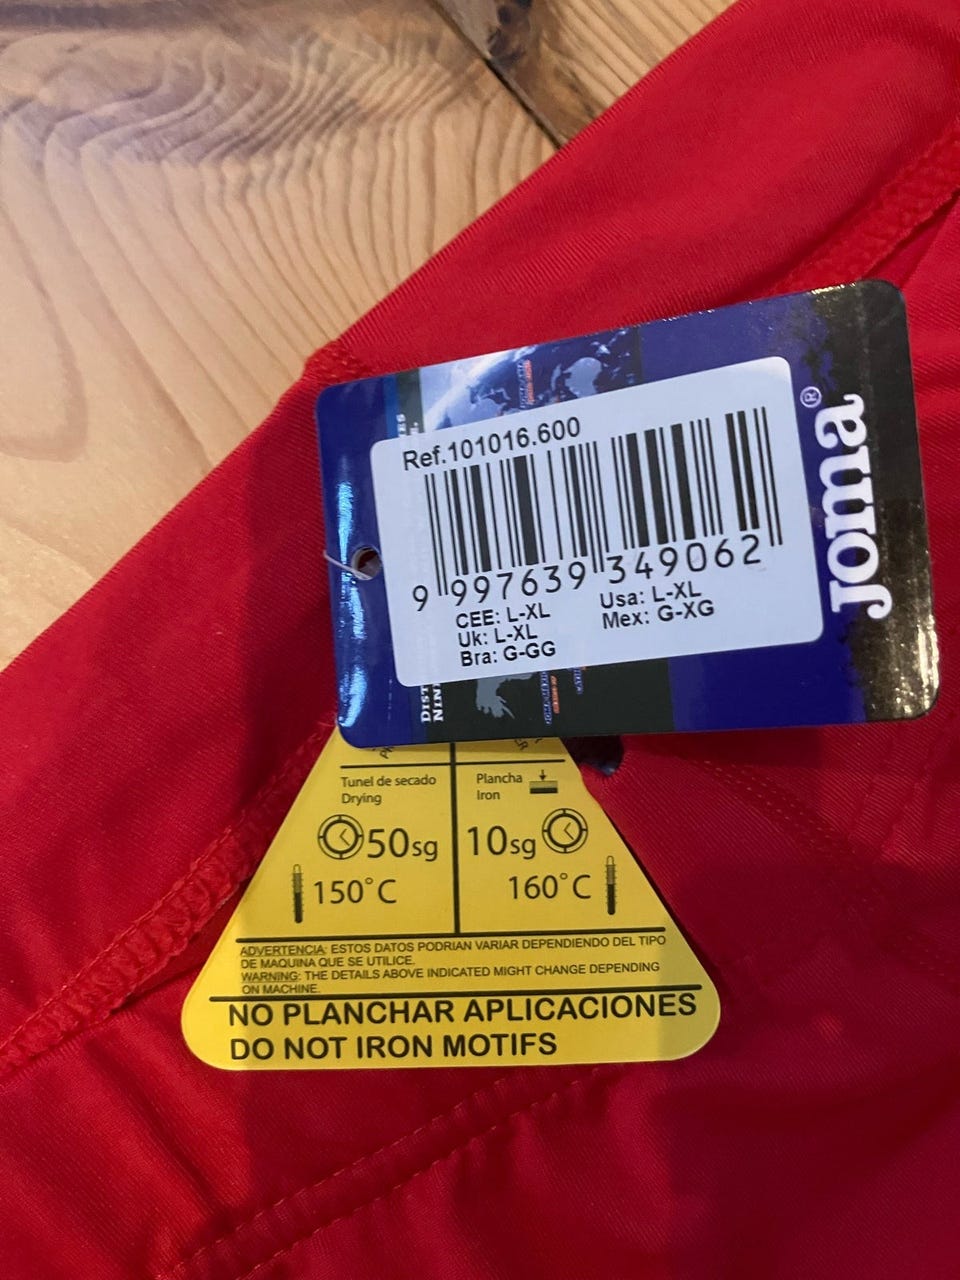 Ref.101016.600
9 997639 349062
CEE: L-XL
Uk: L-XL
Bra: G-GG
Usa: L-XL
Mex: G-XG
Joma®
Tunel de secado
Drying
50sg
150°C
Plancha
Iron
10sg
160°C
ADVERTENCIA: ESTOS DATOS PODRIAN VARIAR DEPENDIENDO DEL TIPO
DE MAQUINA QUE SE UTILICE.
WARNING: THE DETAILS ABOVE INDICATED MIGHT CHANGE DEPENDING
ON MACHINE.
NO PLANCHAR APLICACIONES
DO NOT IRON MOTIFS